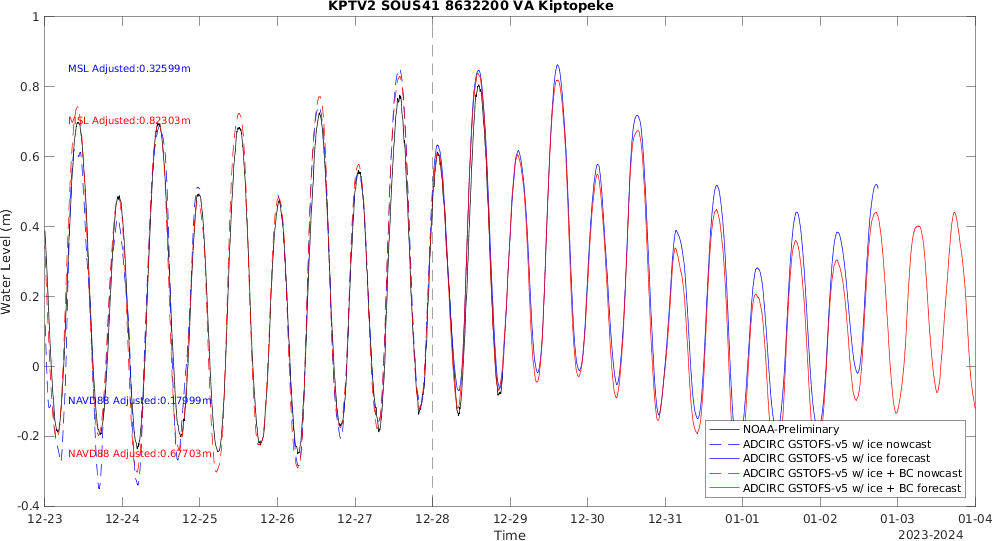 KPTV2 SOUS41 8632200 VA Kiptopeke
Water Level (m)
1
0.8
0.6
0.4
0.2
0
-0.2
-0.4
MSL Adjusted:0.32599m
MSL Adjusted:0.82303m
NAVD88 Adjusted:0.17999m
NAVD88 Adjusted:0.67703m
NOAA-Preliminary
ADCIRC GSTOFS-v5 w/ ice nowcast
ADCIRC GSTOFS-v5 w/ ice forecast
ADCIRC GSTOFS-v5 w/ ice + BC nowcast
ADCIRC GSTOFS-v5 w/ ice + BC forecast
12-23 12-24 12-25 12-26 12-27 12-28 12-29 12-30 12-31 01-01 01-02 01-03 01-04
Time
2023-2024